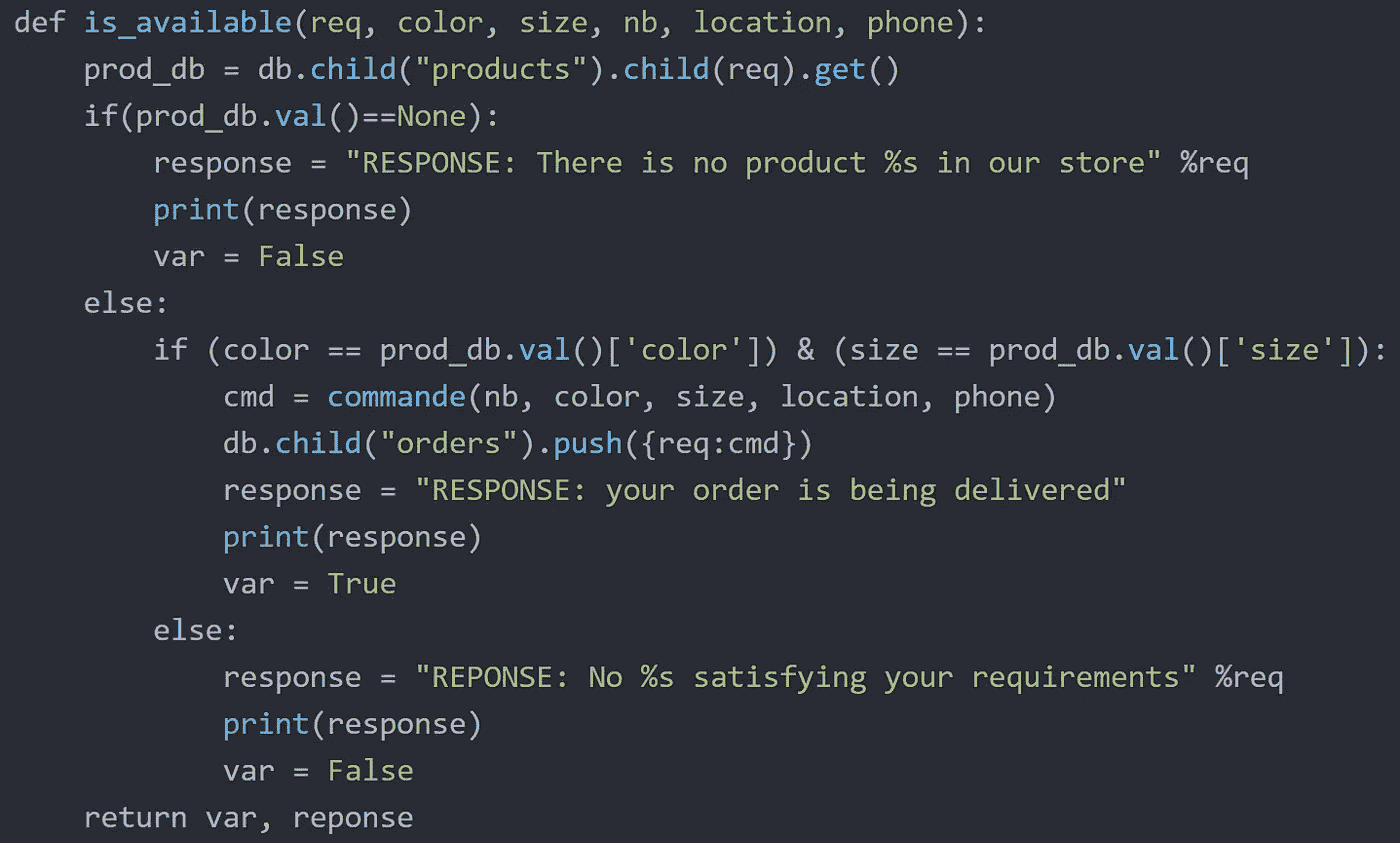 def is_available(req, color, size, nb, location, phone):
    prod_db = db.child("products").child(req).get()
    if(prod_db.val()==None):
        response = "RESPONSE: There is no product %s in our store" %req
        print(response)
        var = False
    else:
        if (color == prod_db.val()['color']) & (size == prod_db.val()['size']):
            cmd = commande(nb, color, size, location, phone)
            db.child("orders").push({req:cmd})
            response = "RESPONSE: your order is being delivered"
            print(response)
            var = True
        else:
            response = "REPONSE: No %s satisfying your requirements" %req
            print(response)
            var = False
    return var, reponse